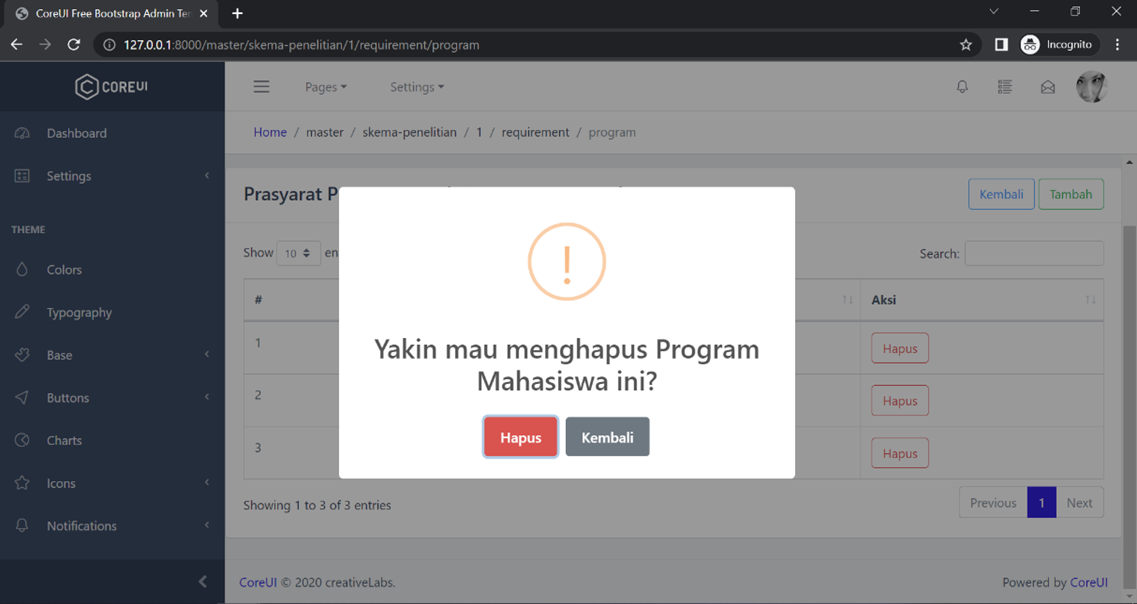 CoreUI Free Bootstrap Admin Te
127.0.0.1:8000/master/skema-penelitian/1/requirement/program
Incognito
COREUI
Pages
Settings
Dashboard
Settings
THEME
Colors
Typography
Base
Buttons
Charts
Icons
Notifications
Home / master / skema-penelitian / 1 / requirement / program
Prasyarat P
Kembali
Tambah
Show 10 en
Search:
#
Aksi
1
Hapus
2
Hapus
3
Hapus
Yakin mau menghapus Program
Mahasiswa ini?
Hapus
Kembali
Showing 1 to 3 of 3 entries
Previous 1 Next
CoreUI © 2020 creativeLabs.
Powered by CoreUI